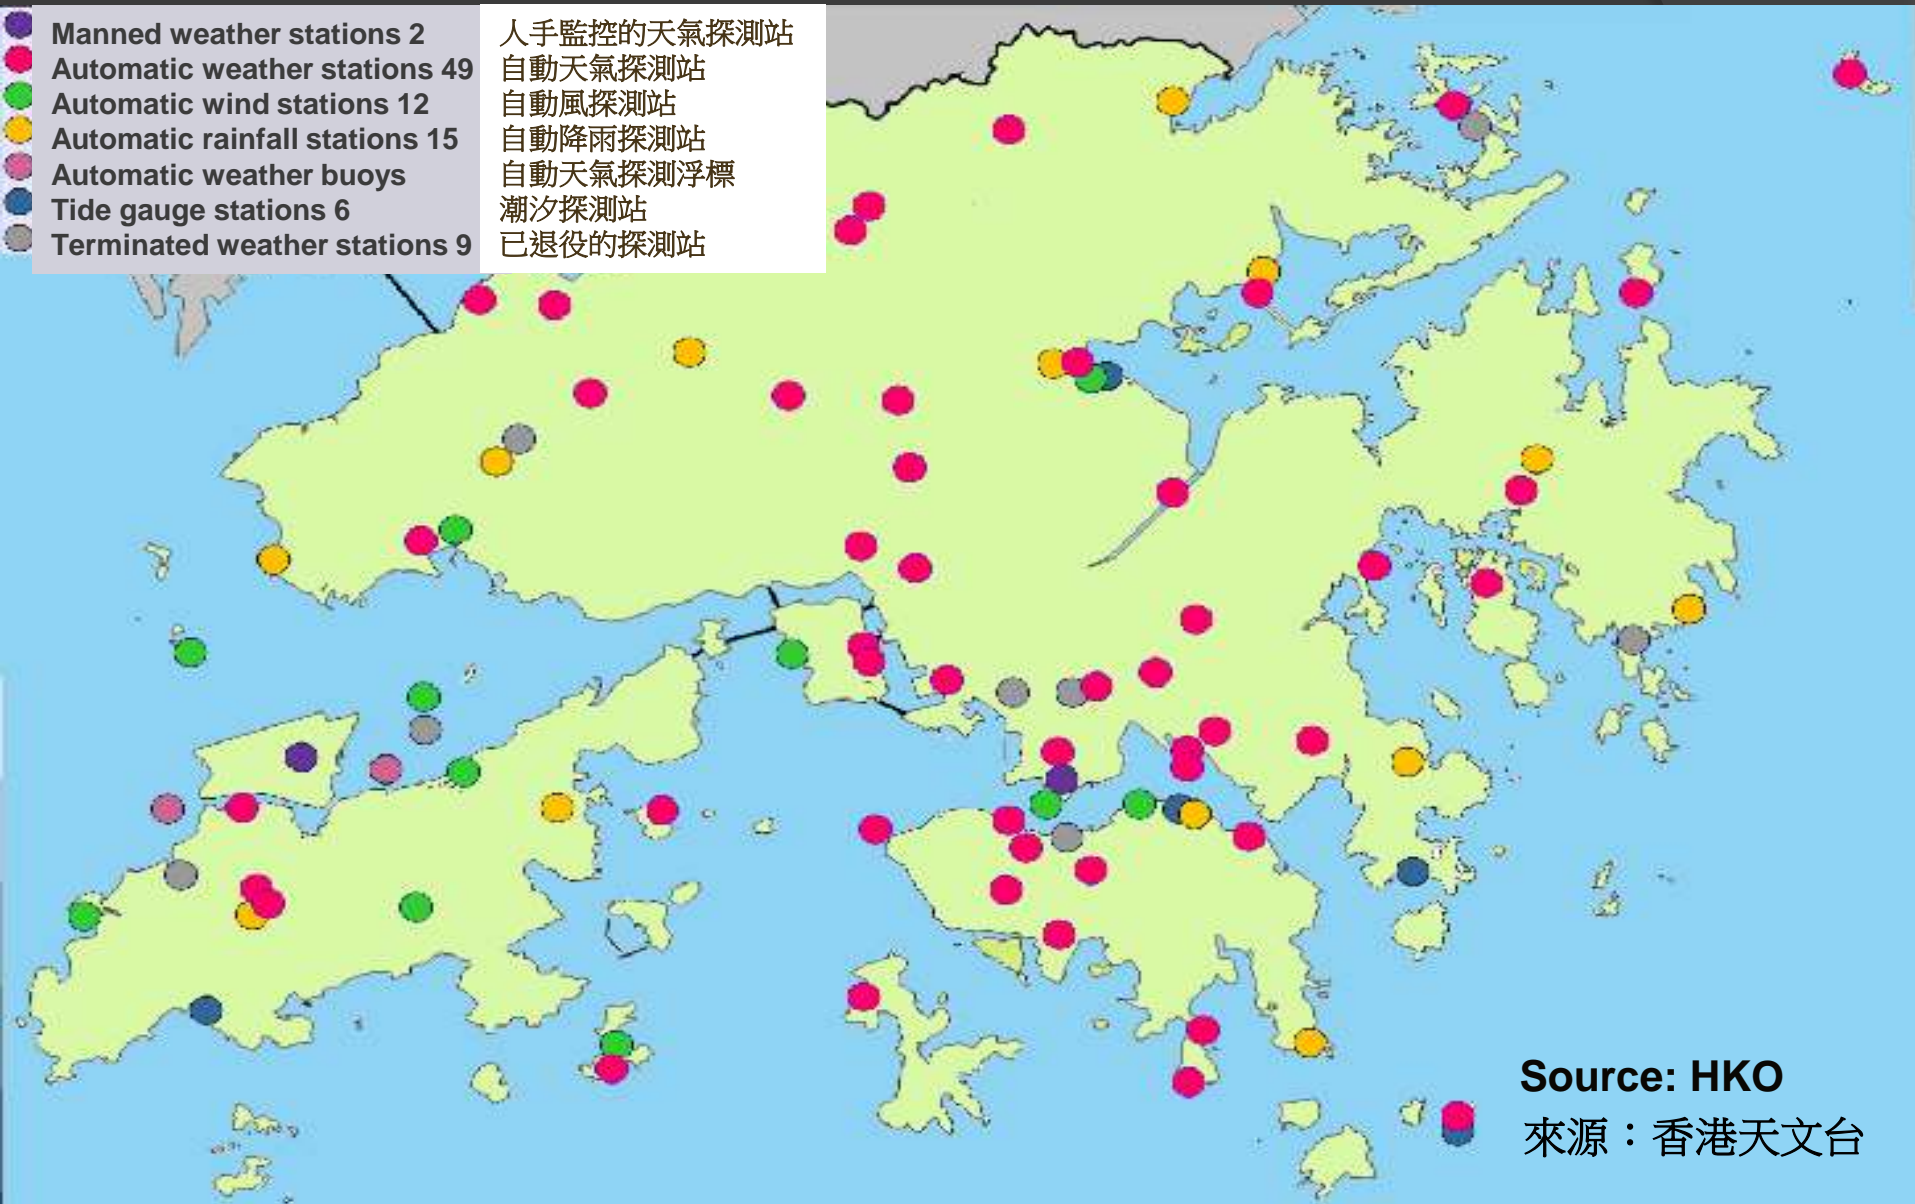 Manned weather stations 2 人手監控的天氣探測站
Automatic weather stations 49 自動天氣探測站
Automatic wind stations 12 自動風探測站
Automatic rainfall stations 15 自動降雨探測站
Automatic weather buoys 自動天氣探測浮標
Tide gauge stations 6 潮汐探測站
Terminated weather stations 9 已退役的探測站
Source: HKO
來源：香港天文台